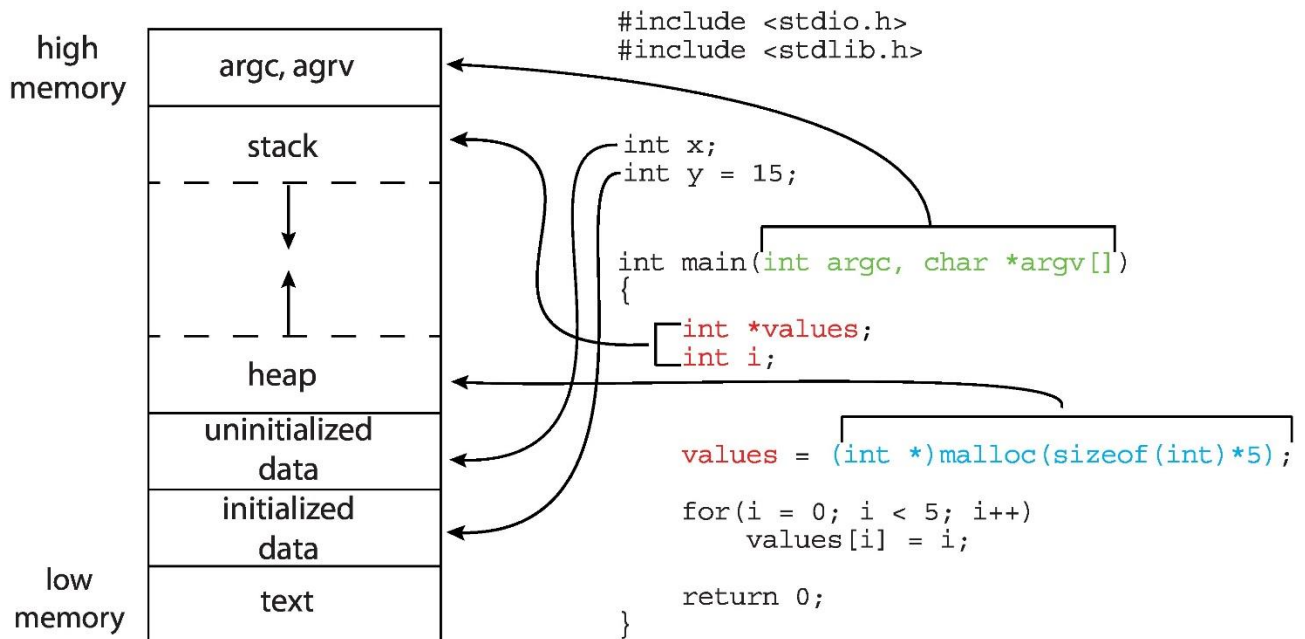 high
memory
argc, agrv
stack
heap
uninitialized
data
initialized
data
low
memory
text
#include <stdio.h>
#include <stdlib.h>
int x;
int y = 15;
int main(int argc, char *argv[])
{
int *values;
int i;
values = (int *)malloc(sizeof(int)*5);
for(i = 0; i < 5; i++)
values[i] = i;
return 0;
}